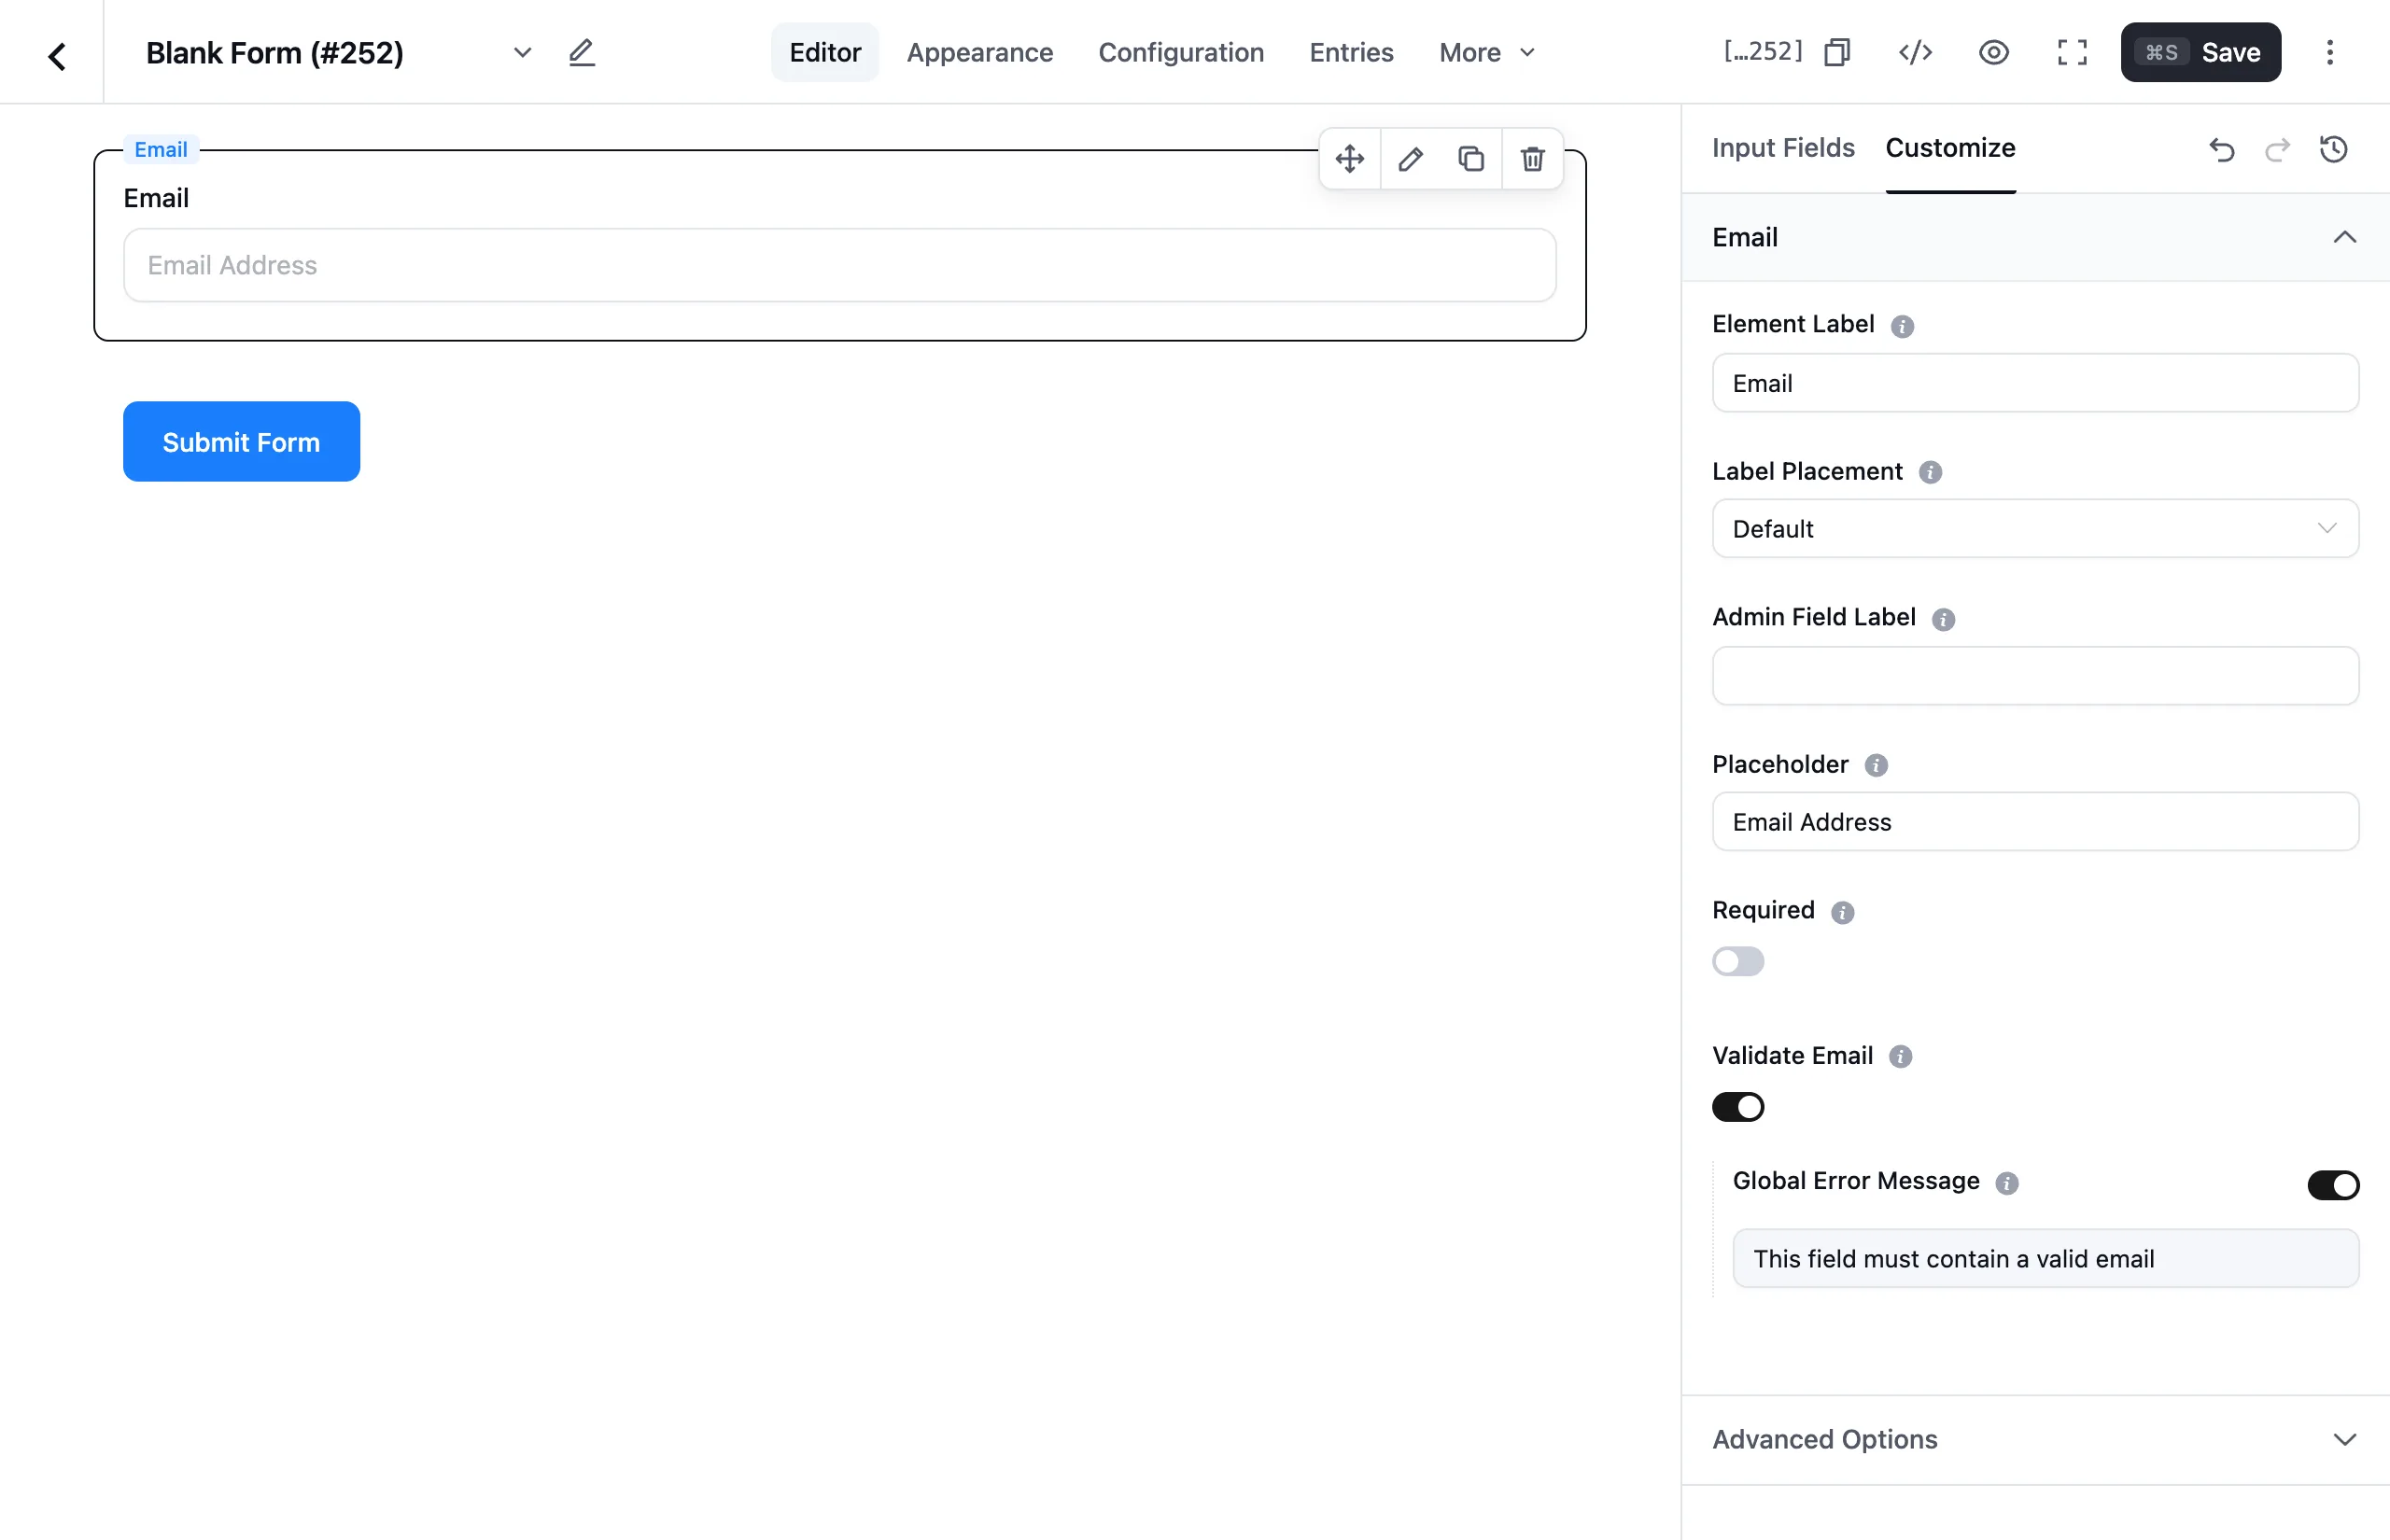 Blank Form (#252)
Editor
Appearance
Configuration
Entries
More
[…252]
⌘S Save
Email
Email
Email Address
Submit Form
Input Fields
Customize
Email
Element Label
Email
Label Placement
Default
Admin Field Label
Placeholder
Email Address
Required
Validate Email
Global Error Message
This field must contain a valid email
Advanced Options